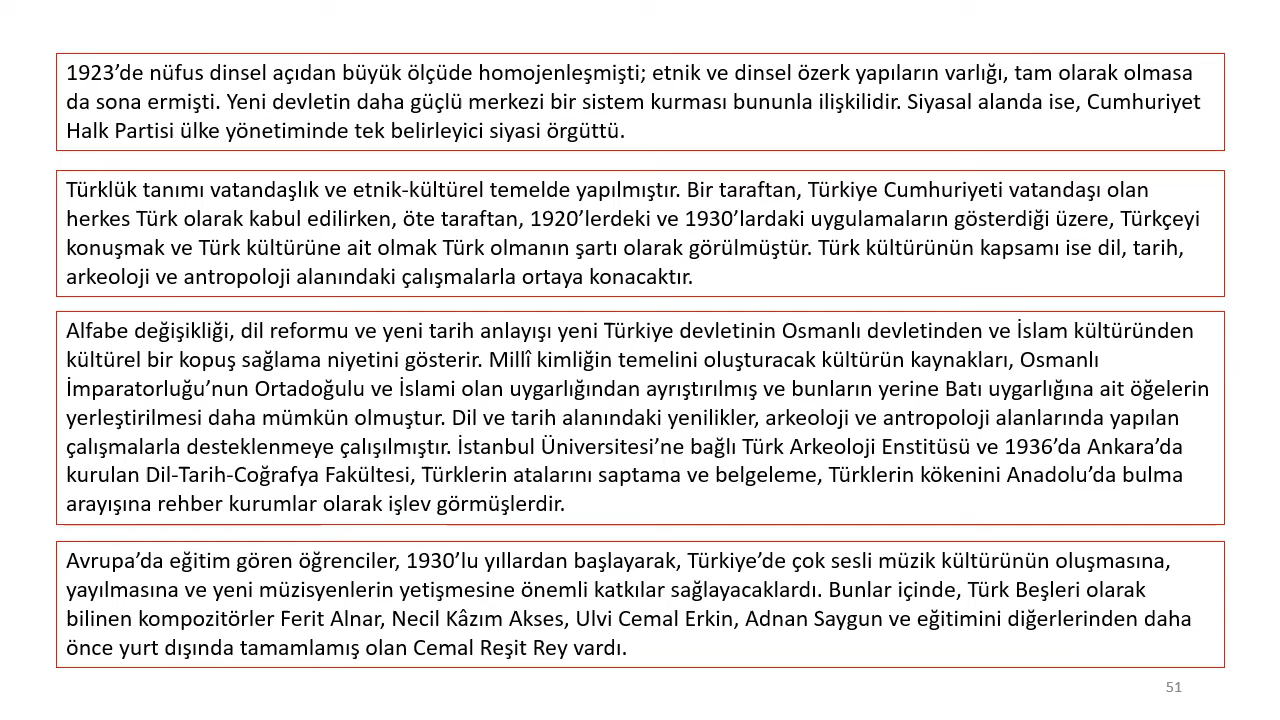 1923’de nüfus dinsel açıdan büyük ölçüde homojenleşmişti; etnik ve dinsel özerk yapıların varlığı, tam olarak olmasa
da sona ermişti. Yeni devletin daha güçlü merkezi bir sistem kurması bununla ilişkilidir. Siyasal alanda ise, Cumhuriyet
Halk Partisi ülke yönetiminde tek belirleyici siyasi örgüttü.
Türklük tanımı vatandaşlık ve etnik-kültürel temelde yapılmıştır. Bir taraftan, Türkiye Cumhuriyeti vatandaşı olan
herkes Türk olarak kabul edilirken, öte taraftan, 1920’lerdeki ve 1930’lardaki uygulamaların gösterdiği üzere, Türkçeyi
konuşmak ve Türk kültürüne ait olmak Türk olmanın şartı olarak görülmüştür. Türk kültürünün kapsamı ise dil, tarih,
arkeoloji ve antropoloji alanındaki çalışmalarla ortaya konacaktır.
Alfabe değişikliği, dil reformu ve yeni tarih anlayışı yeni Türkiye devletinin Osmanlı devletinden ve İslam kültüründen
kültürel bir kopuş sağlama niyetini gösterir. Millî kimliğin temelini oluşturacak kültürün kaynakları, Osmanlı
İmparatorluğu’nun Ortadoğulu ve İslami olan uygarlığından ayrıştırılmış ve bunların yerine Batı uygarlığına ait öğelerin
yerleştirilmesi daha mümkün olmuştur. Dil ve tarih alanındaki yenilikler, arkeoloji ve antropoloji alanlarında yapılan
çalışmalarla desteklenmeye çalışılmıştır. İstanbul Üniversitesi’ne bağlı Türk Arkeoloji Enstitüsü ve 1936’da Ankara’da
kurulan Dil-Tarih-Coğrafya Fakültesi, Türklerin atalarını saptama ve belgeleme, Türklerin kökenini Anadolu’da bulma
arayışına rehber kurumlar olarak işlev görmüşlerdir.
Avrupa’da eğitim gören öğrenciler, 1930’lu yıllardan başlayarak, Türkiye’de çok sesli müzik kültürünün oluşmasına,
yayılmasına ve yeni müzisyenlerin yetişmesine önemli katkılar sağlayacaklardı. Bunlar içinde, Türk Beşleri olarak
bilinen kompozitörler Ferit Alnar, Necil Kâzım Akses, Ulvi Cemal Erkin, Adnan Saygun ve eğitimini diğerlerinden daha
önce yurt dışında tamamlamış olan Cemal Reşit Rey vardı.
51